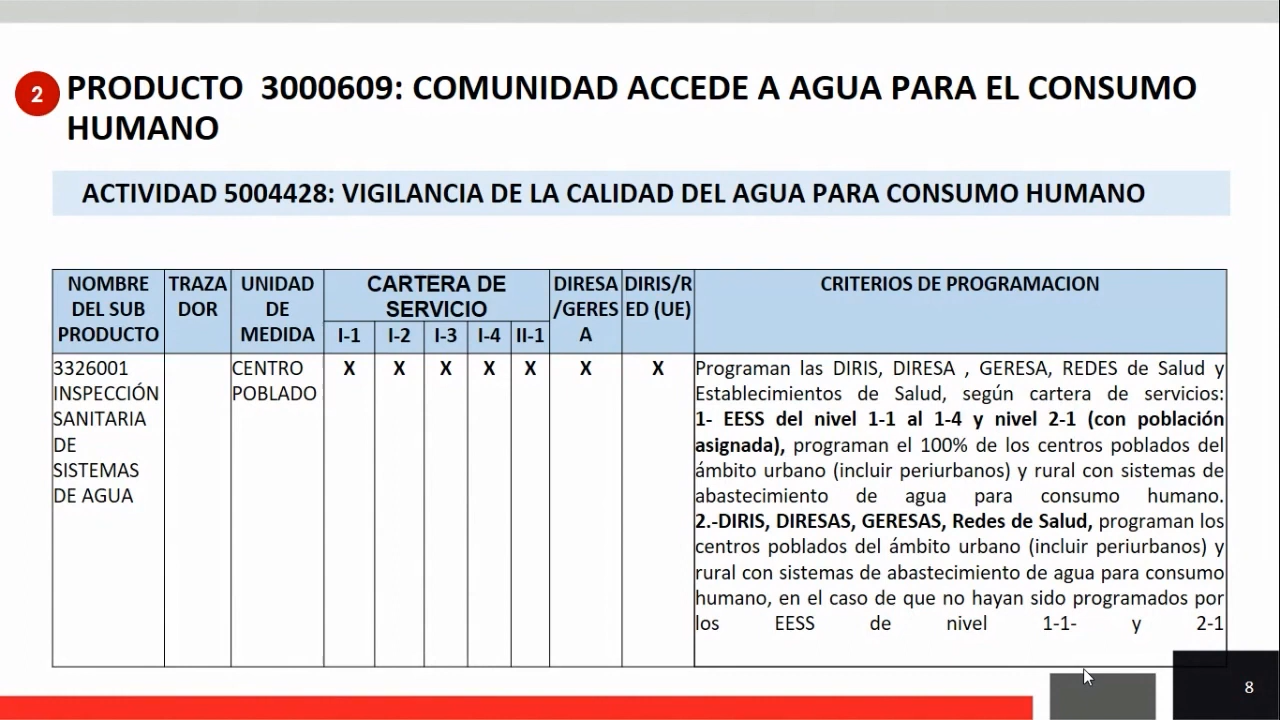 2
PRODUCTO 3000609: COMUNIDAD ACCEDE A AGUA PARA EL CONSUMO
HUMANO
ACTIVIDAD 5004428: VIGILANCIA DE LA CALIDAD DEL AGUA PARA CONSUMO HUMANO
NOMBRE
DEL SUB
PRODUCTO
TRAZA
DOR
UNIDAD
DE
MEDIDA
CARTERA DE
SERVICIO
I-1 I-2 I-3 I-4 II-1
DIRESA
/GERES
A
DIRIS/R
ED (UE)
CRITERIOS DE PROGRAMACION
3326001
INSPECCIÓN
SANITARIA
DE
SISTEMAS
DE AGUA
CENTRO
POBLADO
X X X X X X X
Programan las DIRIS, DIRESA , GERESA, REDES de Salud y
Establecimientos de Salud, según cartera de servicios:
1- EESS del nivel 1-1 al 1-4 y nivel 2-1 (con población
asignada), programan el 100% de los centros poblados del
ámbito urbano (incluir periurbanos) y rural con sistemas de
abastecimiento de agua para consumo humano.
2.-DIRIS, DIRESAS, GERESAS, Redes de Salud, programan los
centros poblados del ámbito urbano (incluir periurbanos) y
rural con sistemas de abastecimiento de agua para consumo
humano, en el caso de que no hayan sido programados por
los EESS de nivel 1-1- y 2-1
8